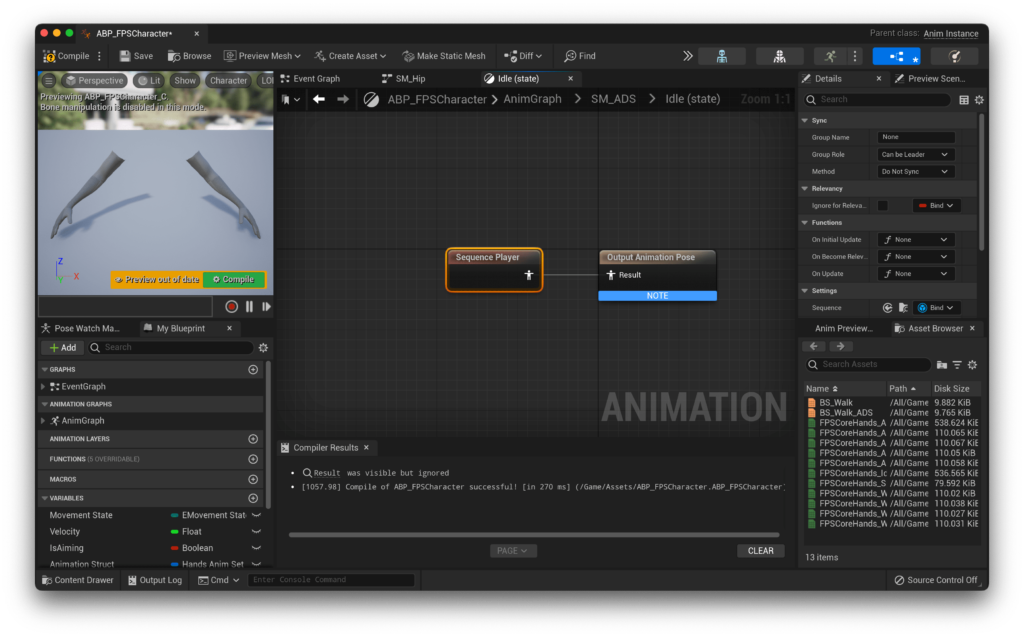 ABP_FPSCharacter*
Parent class: Anim Instance
Compile
Save
Browse
Preview Mesh
Create Asset
Make Static Mesh
Diff
Find
Perspective
Lit
Show
Character
LOI
Previewing ABP_FPSCharacter_C.
Bone manipulation is disabled in this mode.
Z
X
Y
Preview out of date
Compile
Event Graph
SM_Hip
Idle (state)
ABP_FPSCharacter
AnimGraph
SM_ADS
Idle (state)
Zoom 1:1
Sequence Player
Output Animation Pose
Result
NOTE
ANIMATION
Pose Watch Ma...
My Blueprint
Add
Search
GRAPHS
EventGraph
ANIMATION GRAPHS
AnimGraph
ANIMATION LAYERS
FUNCTIONS (5 OVERRIDABLE)
MACROS
VARIABLES
Movement State
EMovement Stat
Velocity
Float
IsAiming
Boolean
Animation Struct
Hands Anim Set
Compiler Results
Result was visible but ignored
[1057.98] Compile of ABP_FPSCharacter successful! [in 270 ms] (/Game/Assets/ABP_FPSCharacter.ABP_FPSCharacter)
PAGE
CLEAR
Details
Preview Scen...
Search
Sync
Group Name
None
Group Role
Can be Leader
Method
Do Not Sync
Relevancy
Ignore for Releva...
Bind
Functions
On Initial Update
None
On Become Relev...
None
On Update
None
Settings
Sequence
Bind
Anim Preview...
Asset Browser
Search Assets
Name
Path
Disk Size
BS_Walk /All/Game 9.882 KiB
BS_Walk_ADS /All/Game 9.765 KiB
FPSCoreHands_A /All/Game 538.624 KiB
FPSCoreHands_A /All/Game 110.065 KiB
FPSCoreHands_A /All/Game 110.067 KiB
FPSCoreHands_A /All/Game 110.05 KiB
FPSCoreHands_A /All/Game 110.058 KiB
FPSCoreHands_Ic /All/Game 536.565 KiB
FPSCoreHands_S /All/Game 79.592 KiB
FPSCoreHands_W /All/Game 110.02 KiB
FPSCoreHands_W /All/Game 110.038 KiB
FPSCoreHands_W /All/Game 110.027 KiB
FPSCoreHands_W /All/Game 110.031 KiB
13 items
Content Drawer
Output Log
Cmd
Enter Console Command
Source Control Off